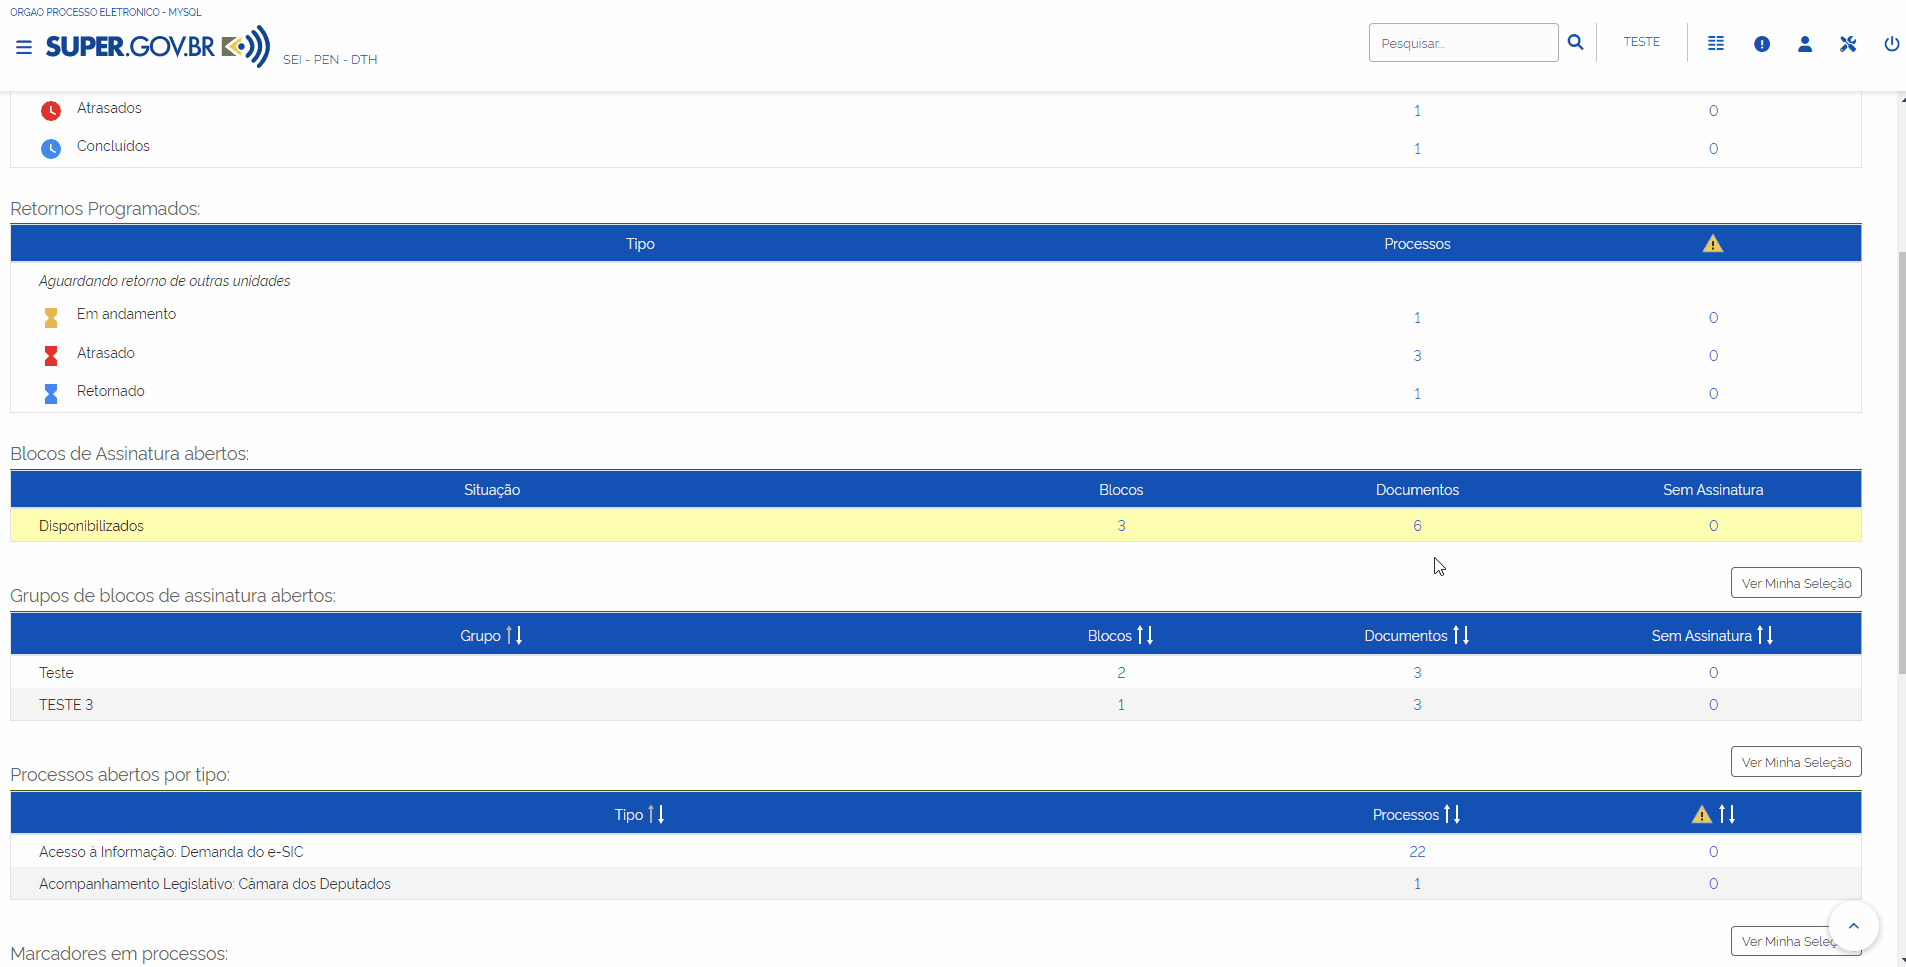 ORGAO PROCESSO ELETRONICO - MYSQL
SUPER.GOV.BR
SEI - PEN - DTH
Pesquisar...
TESTE
Atrasados 1 0
Concluídos 1 0
Retornos Programados:
Tipo Processos
Aguardando retorno de outras unidades
Em andamento 1 0
Atrasado 3 0
Retornado 1 0
Blocos de Assinatura abertos:
Situação Blocos Documentos Sem Assinatura
Disponibilizados 3 6 0
Ver Minha Seleção
Grupos de blocos de assinatura abertos:
Grupo Blocos Documentos Sem Assinatura
Teste 2 3 0
TESTE 3 1 3 0
Ver Minha Seleção
Processos abertos por tipo:
Tipo Processos
Acesso à Informação: Demanda do e-SIC 22 0
Acompanhamento Legislativo: Câmara dos Deputados 1 0
Ver Minha
Marcadores em processos: